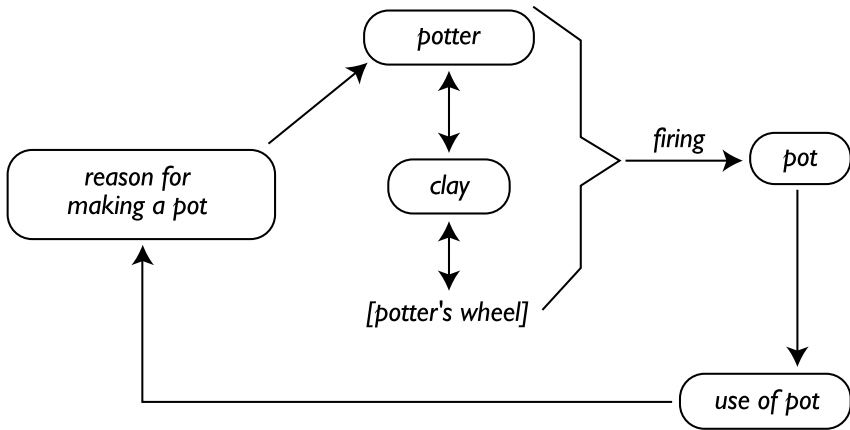 potter
firing
pot
reason for
making a pot
clay
[potter's wheel]
use of pot